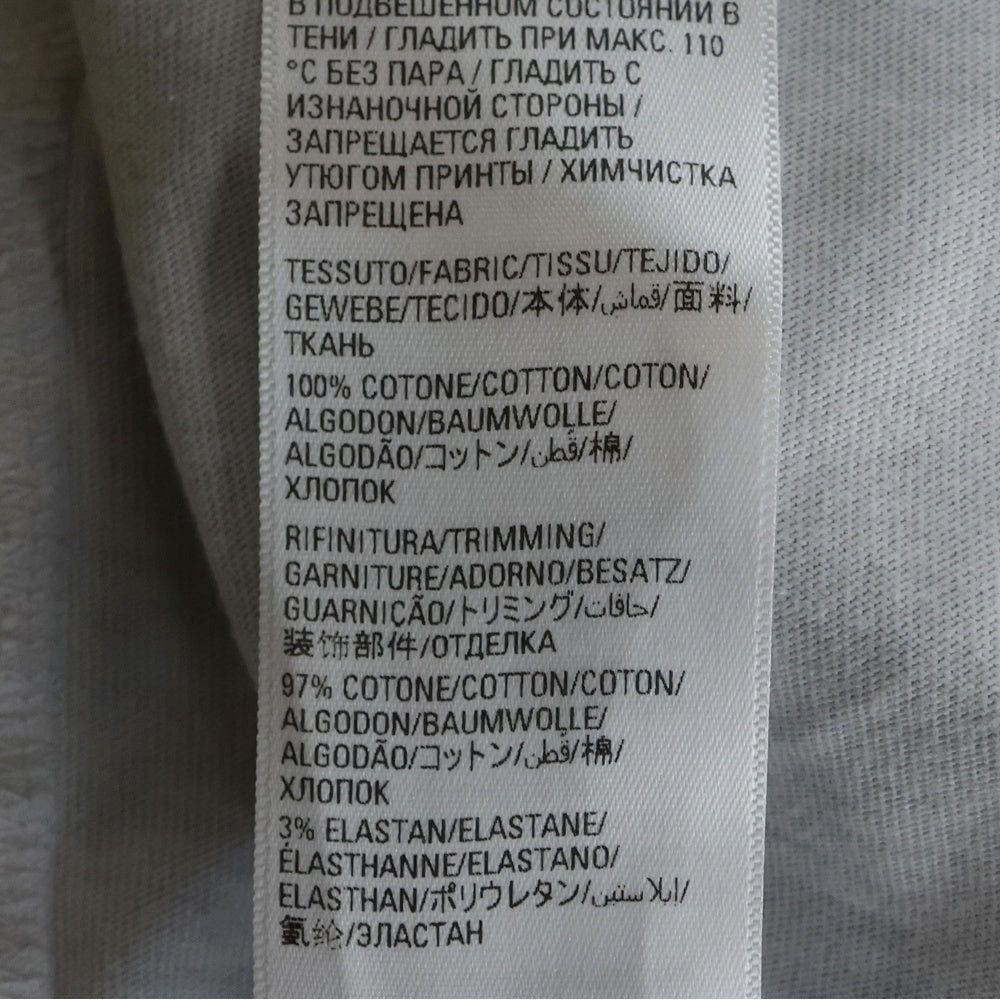 В ПОДВЕШЕННОМ СОСТОЯНИИ В
ТЕНИ / ГЛАДИТЬ ПРИ МАКС. 110
°C БЕЗ ПАРА / ГЛАДИТЬ С
ИЗНАНОЧНОЙ СТОРОНЫ /
ЗАПРЕЩАЕТСЯ ГЛАДИТЬ
УТЮГОМ ПРИНТЫ / ХИМЧИСТКА
ЗАПРЕЩЕНА
TESSUTO/FABRIC/TISSU/TEJIDO/
GEWEBE/TECIDO/本体/قماش/面料/
ТКАНЬ
100% COTONE/COTTON/COTON/
ALGODON/BAUMWOLLE/
ALGODÃO/コットン/قطن/棉/
ХЛОПОК
RIFINITURA/TRIMMING/
GARNITURE/ADORNO/BESATZ/
GUARNIÇÃO/トリミング/حافات/
装饰部件/ОТДЕЛКА
97% COTONE/COTTON/COTON/
ALGODON/BAUMWOLLE/
ALGODÃO/コットン/قطن/棉/
ХЛОПОК
3% ELASTAN/ELASTANE/
ÉLASTHANNE/ELASTANO/
ELASTHAN/ポリウレタン/ايلاستين/
氨纶/ЭЛАСТАН